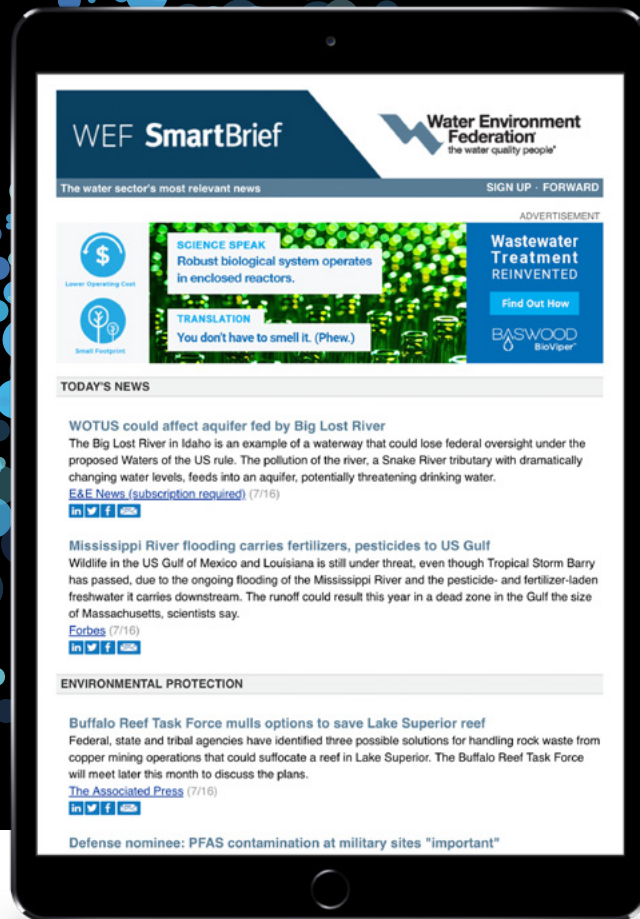 WEF SmartBrief
Water Environment
Federation
the water quality people®
The water sector's most relevant news
SIGN UP · FORWARD
ADVERTISEMENT
Lower Operating Cost
Small Footprint
SCIENCE SPEAK
Robust biological system operates
in enclosed reactors.
TRANSLATION
You don't have to smell it. (Phew.)
Wastewater
Treatment
REINVENTED
Find Out How
BASWOOD
BioViper™
TODAY'S NEWS
WOTUS could affect aquifer fed by Big Lost River
The Big Lost River in Idaho is an example of a waterway that could lose federal oversight under the
proposed Waters of the US rule. The pollution of the river, a Snake River tributary with dramatically
changing water levels, feeds into an aquifer, potentially threatening drinking water.
E&E News (subscription required) (7/16)
Mississippi River flooding carries fertilizers, pesticides to US Gulf
Wildlife in the US Gulf of Mexico and Louisiana is still under threat, even though Tropical Storm Barry
has passed, due to the ongoing flooding of the Mississippi River and the pesticide- and fertilizer-laden
freshwater it carries downstream. The runoff could result this year in a dead zone in the Gulf the size
of Massachusetts, scientists say.
Forbes (7/16)
ENVIRONMENTAL PROTECTION
Buffalo Reef Task Force mulls options to save Lake Superior reef
Federal, state and tribal agencies have identified three possible solutions for handling rock waste from
copper mining operations that could suffocate a reef in Lake Superior. The Buffalo Reef Task Force
will meet later this month to discuss the plans.
The Associated Press (7/16)
Defense nominee: PFAS contamination at military sites "important"